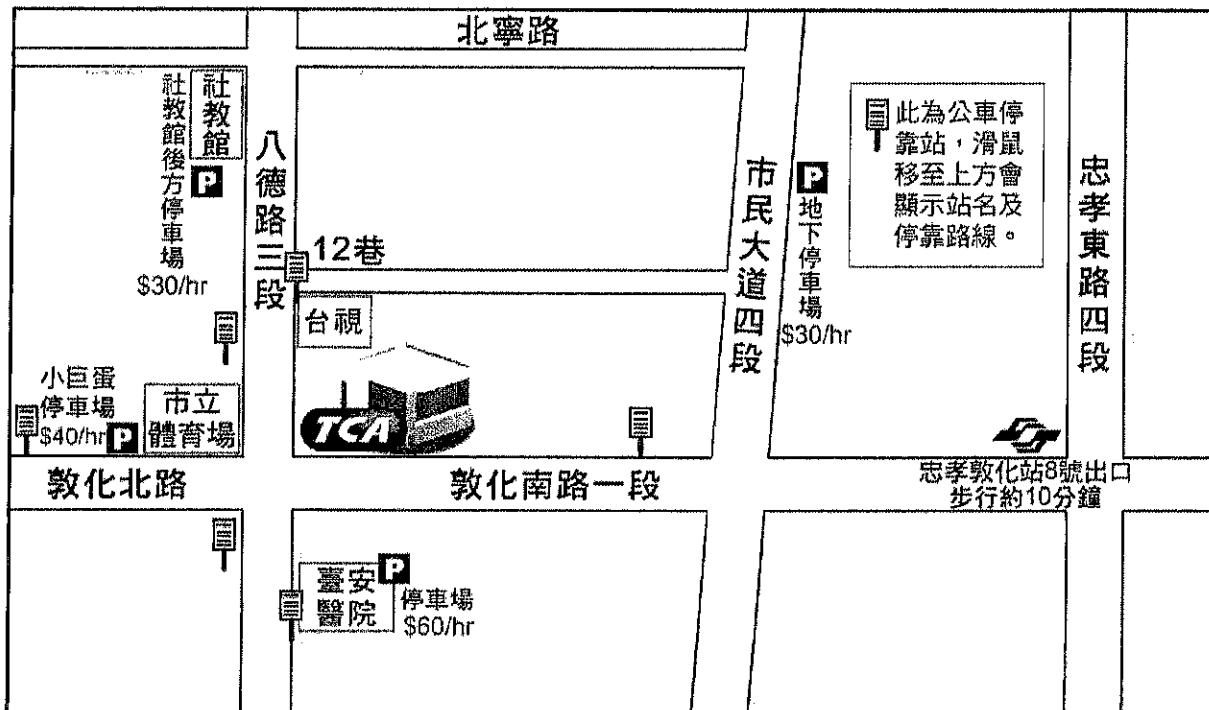 北寧路
社教館
社教館後方停車場
P
$30/hr
八德路三段
12巷
台視
TCA
小巨蛋
停車場
$40/hr
P
市立
體育場
市民大道四段
P
地下停車場
$30/hr
此為公車停
靠站，滑鼠
移至上方會
顯示站名及
停靠路線。
忠孝東路四段
忠孝敦化站8號出口
步行約10分鐘
敦化北路
敦化南路一段
臺安
醫院
P
停車場
$60/hr